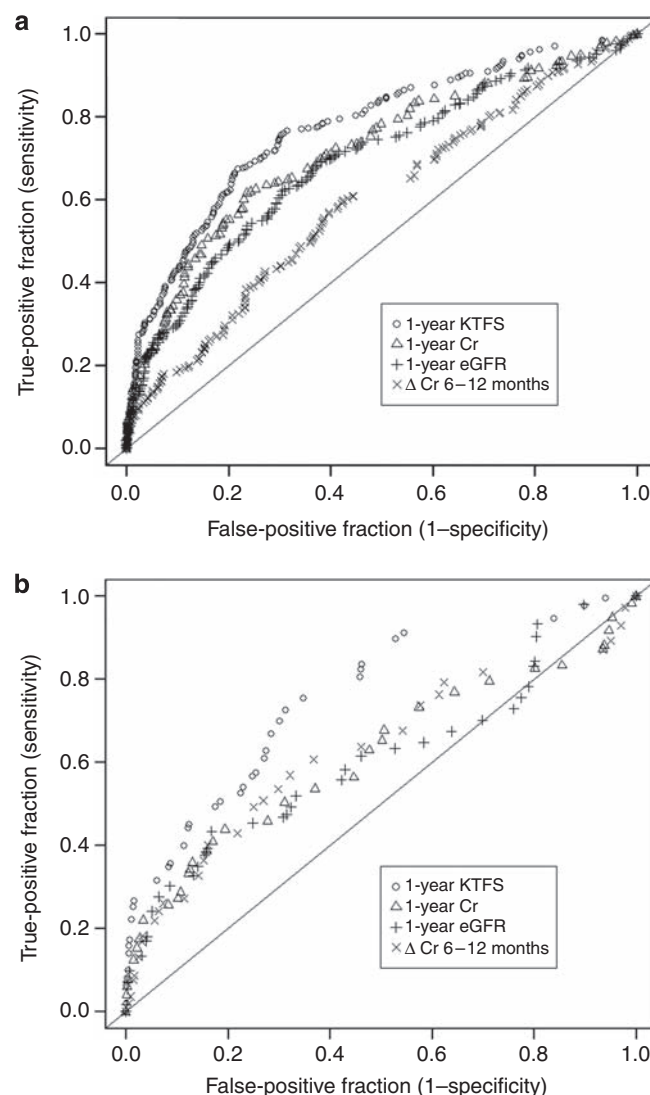 a
1.0
0.8
0.6
0.4
0.2
0.0
True-positive fraction (sensitivity)
○ 1-year KTFS
△ 1-year Cr
+ 1-year eGFR
× Δ Cr 6–12 months
0.0 0.2 0.4 0.6 0.8 1.0
False-positive fraction (1–specificity)
b
1.0
0.8
0.6
0.4
0.2
0.0
True-positive fraction (sensitivity)
○ 1-year KTFS
△ 1-year Cr
+ 1-year eGFR
× Δ Cr 6–12 months
0.0 0.2 0.4 0.6 0.8 1.0
False-positive fraction (1–specificity)